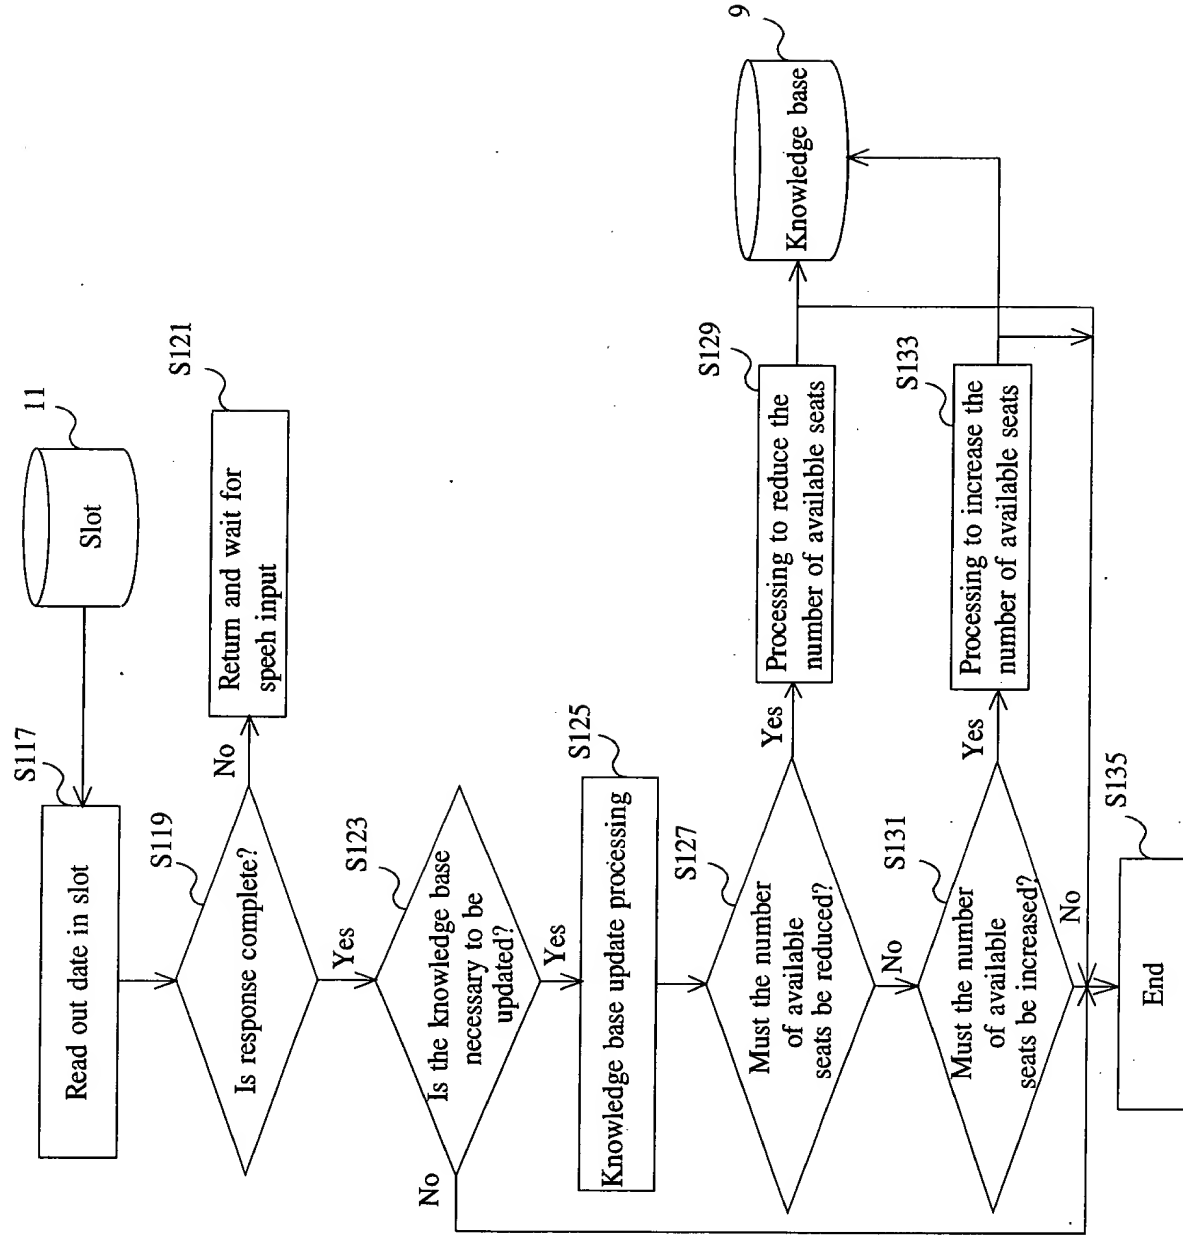 11
Slot
S117
Read out date in slot
S119
Is response complete?
No
S121
Return and wait for
speeh input
Yes
S123
Is the knowledge base
necessary to be
updated?
No
Yes
S125
Knowledge base update processing
S127
Must the number
of available
seats be reduced?
Yes
S129
Processing to reduce the
number of available seats
9
Knowledge base
No
S131
Must the number
of available
seats be increased?
Yes
S133
Processing to increase the
number of available seats
No
S135
End